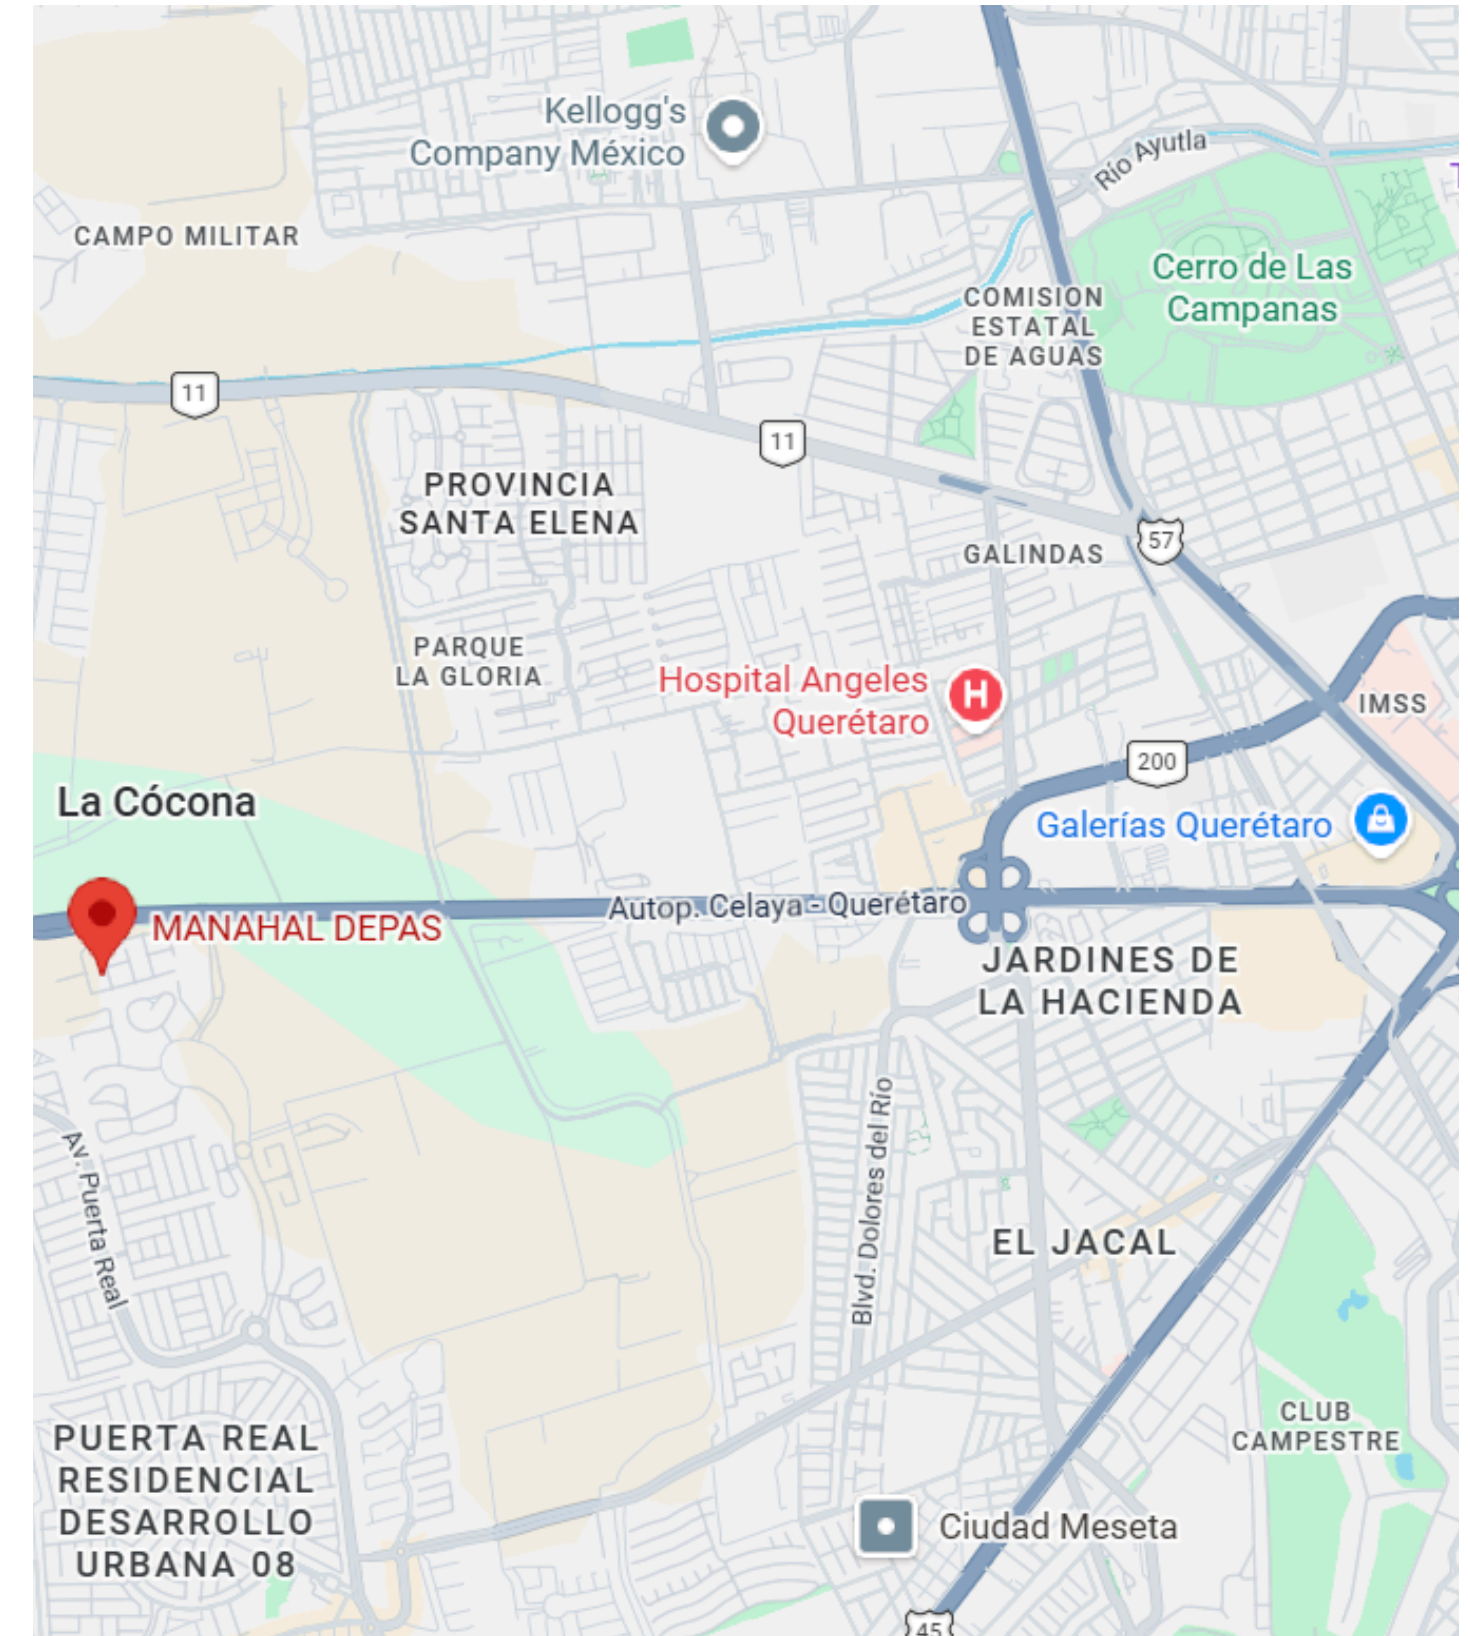 Kellogg's
Company México
Río Ayutla
T
CAMPO MILITAR
Cerro de Las
Campanas
COMISION
ESTATAL
DE AGUAS
11
11
PROVINCIA
SANTA ELENA
57
GALINDAS
PARQUE
LA GLORIA
Hospital Angeles
Querétaro
H
IMSS
200
La Cócona
Galerías Querétaro
Autop. Celaya - Querétaro
MANAHAL DEPAS
JARDINES DE
LA HACIENDA
Av. Puerta Real
Blvd. Dolores del Río
EL JACAL
CLUB
CAMPESTRE
PUERTA REAL
RESIDENCIAL
DESARROLLO
URBANA 08
Ciudad Meseta
45